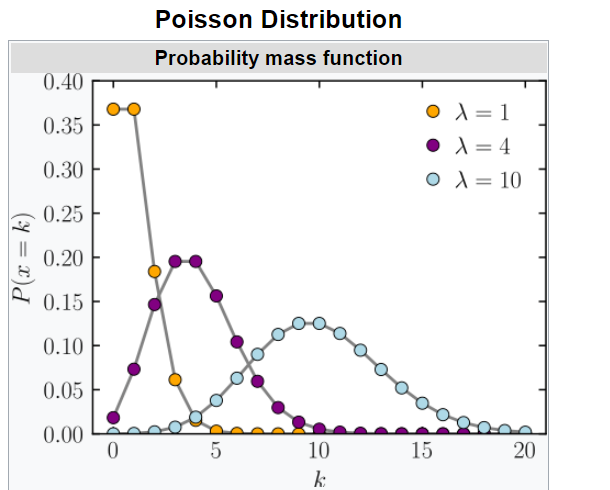 Poisson Distribution
Probability mass function
0.40
0.35
0.30
0.25
0.20
0.15
0.10
0.05
0.00
P(x = k)
λ = 1
λ = 4
λ = 10
0 5 10 15 20
k